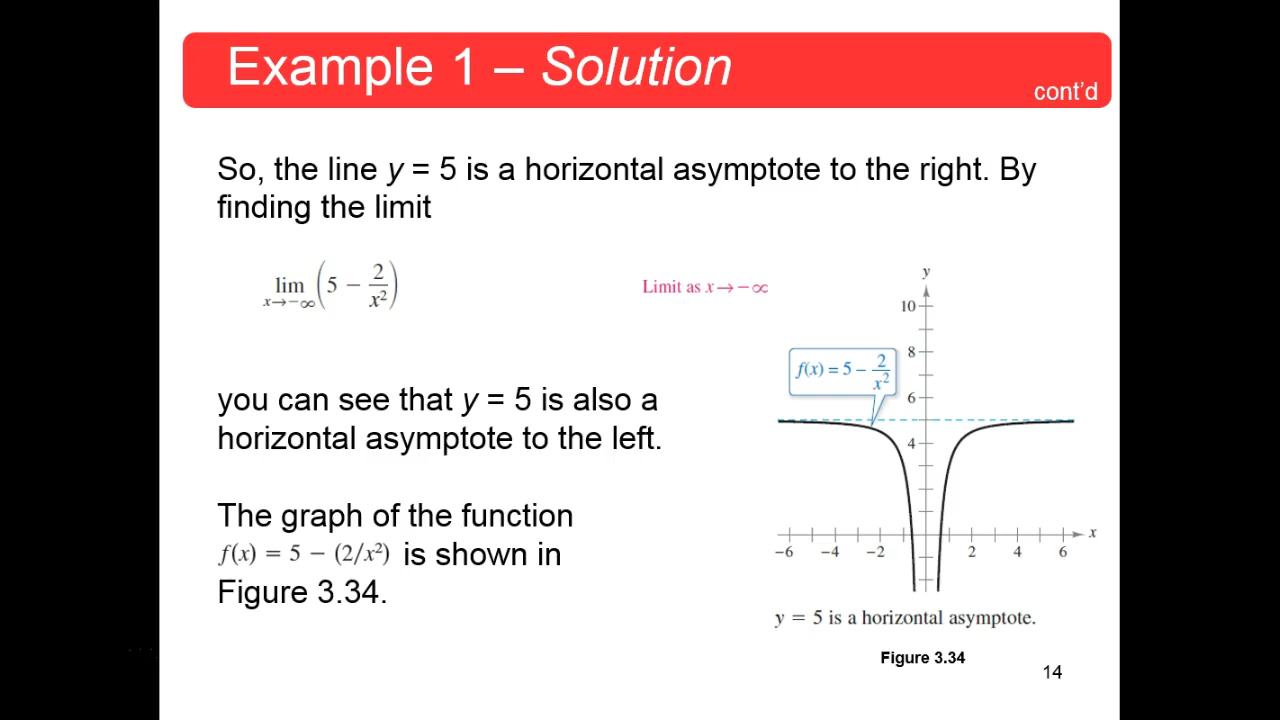 Example 1 – Solution
cont'd
So, the line y = 5 is a horizontal asymptote to the right. By
finding the limit
lim x→−∞ (5 − 2/x²)
Limit as x→−∞
you can see that y = 5 is also a
horizontal asymptote to the left.
The graph of the function
f(x) = 5 − (2/x²) is shown in
Figure 3.34.
y
10
8
f(x) = 5 − 2/x²
6
4
x
−6 −4 −2 2 4 6
y = 5 is a horizontal asymptote.
Figure 3.34
14